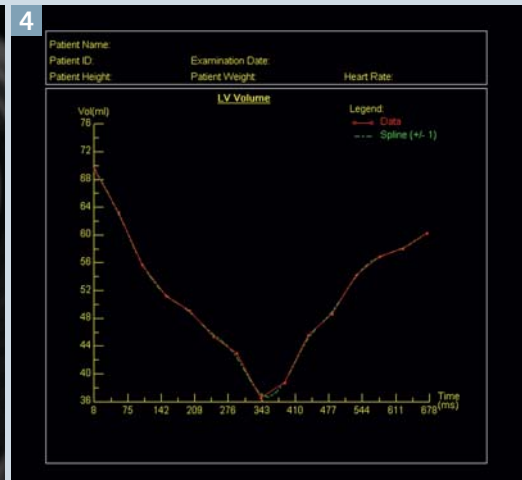 4
Patient Name:
Patient ID: Examination Date:
Patient Height: Patient Weight: Heart Rate:
LV Volume
Vol(ml)
Legend:
Data
Spline (+/- 1)
76
72
68
64
60
56
52
48
44
40
36
8 75 142 209 276 343 410 477 544 611 678
Time
(ms)